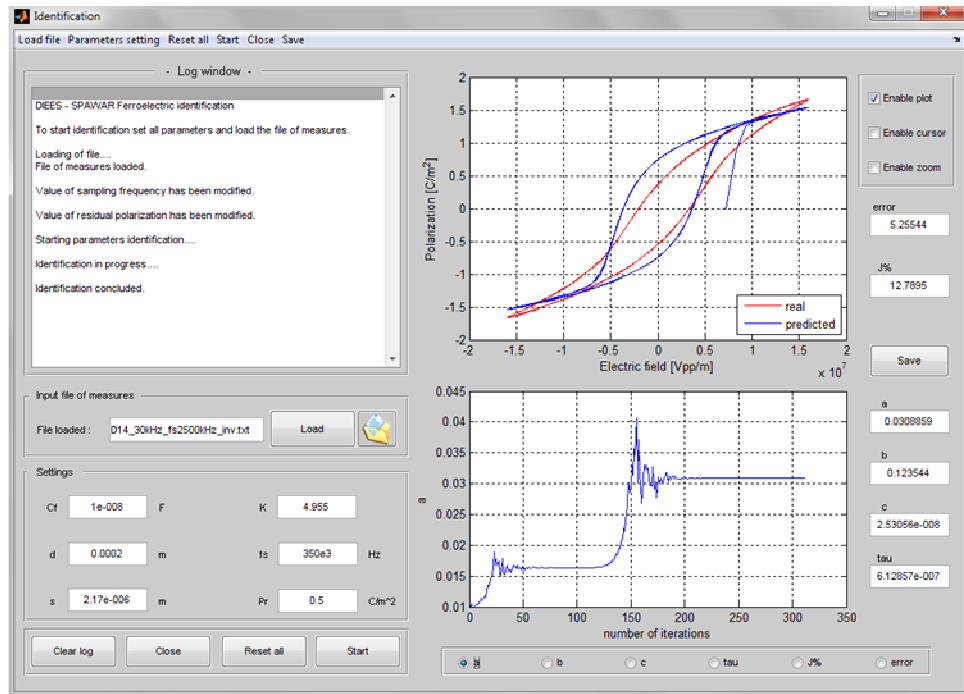 Identification
Load file Parameters setting Reset all Start Close Save
- Log window -
DEES - SPAWAR Ferroelectric identification
To start identification set all parameters and load the file of measures.
Loading of file....
File of measures loaded.
Value of sampling frequency has been modified.
Value of residual polarization has been modified.
Starting parameters identification....
Identification in progress....
Identification concluded.
Input file of measures
File loaded : D14_30kHz_fs2500kHz_inv.txt Load
Settings
Cf 1e-008 F K 4.955
d 0.0002 m fs 350e3 Hz
s 2.17e-006 m Pr 0.5 C/m^2
Clear log Close Reset all Start
Polarization [C/m²]
2
1.5
1
0.5
0
-0.5
-1
-1.5
-2
real
predicted
-2 -1.5 -1 -0.5 0 0.5 1 1.5 2
Electric field [Vpp/m]
x 10⁷
a
0.045
0.04
0.035
0.03
0.025
0.02
0.015
0.01
0 50 100 150 200 250 300 350
number of iterations
b c tau J% error
Enable plot
Enable cursor
Enable zoom
error
5.25544
J%
12.7895
Save
a
0.0308859
b
0.123544
c
2.53056e-008
tau
6.12857e-007